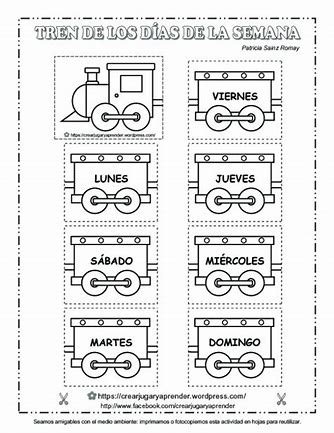 TREN DE LOS DÍAS DE LA SEMANA
Patricia Sainz Romay
https://crearjugaryaprender.wordpress.com/
VIERNES
LUNES
JUEVES
SÁBADO
MIÉRCOLES
MARTES
DOMINGO
https://crearjugaryaprender.wordpress.com/
http://www.facebook.com/crearjugaryaprender
Seamos amigables con el medio ambiente: imprimamos o fotocopiemos esta actividad en hojas para reutilizar.